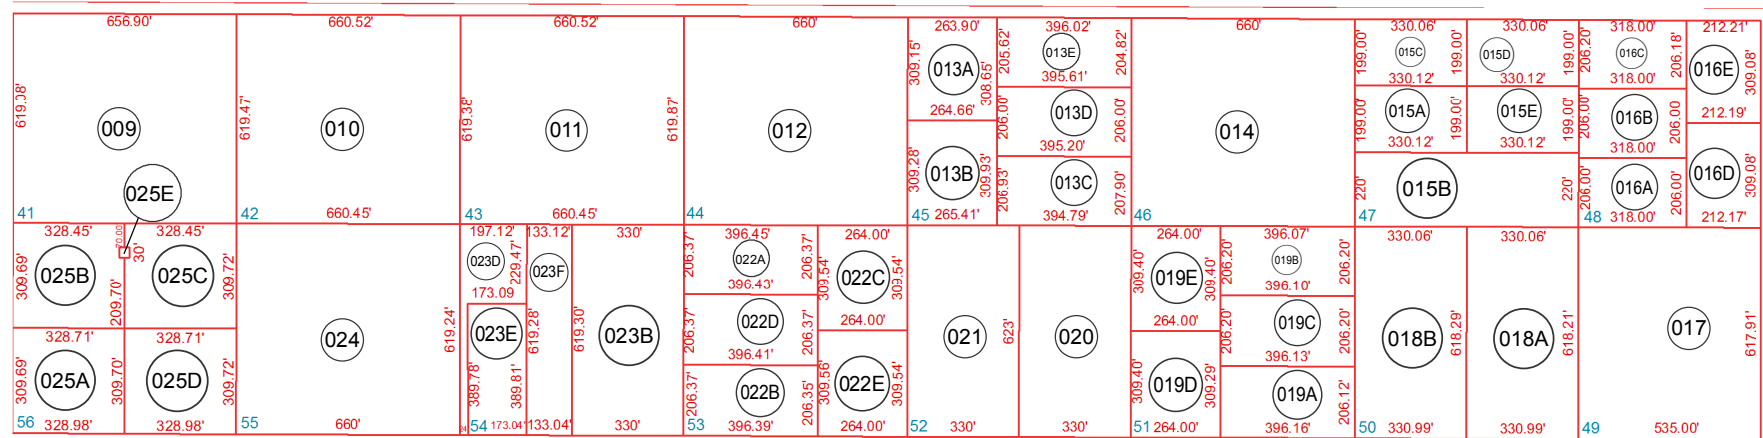 656.90' 660.52' 660.52' 660' 263.90' 396.02' 660' 330.06' 330.06' 318.00' 212.21'
619.08' 009 619.47' 010 619.38' 011 619.87' 012
309.15' 013A 308.65' 264.66'
205.62' 013E 204.82' 395.61'
206.00' 013D 206.00' 395.20'
309.28' 013B 309.93' 265.41'
206.93' 013C 207.90' 394.79'
014
199.00' 015C 330.12' 015D 199.00' 330.12'
199.00' 015A 199.00' 330.12' 015E 199.00' 330.12'
220' 015B 220'
206.20' 016C 206.18' 318.00'
206.00' 016B 206.00 318.00'
206.00' 016A 206.00' 318.00'
016E 309.08' 212.19'
016D 309.08' 212.17'
025E
41 42 660.45' 43 660.45' 44 45 46 47 48
328.45' 70.00 30' 328.45'
309.69' 025B 209.70' 025C 309.72'
328.71' 328.71'
309.69' 025A 309.70' 025D 309.72'
56 328.98' 328.98'
024 619.24'
55 660'
197.12' 133.12' 330'
023D 229.47' 023F
173.09
023E 619.28' 619.30' 023B
389.78' 389.81'
24 54 173.04' 133.04' 330'
396.45' 264.00'
206.37' 022A 206.37'
396.43'
309.54' 022C 309.54'
206.37' 022D 206.37' 264.00'
396.41'
206.37' 022B 206.35' 309.56' 022E 309.54'
53 396.39' 264.00'
021 623' 020
52 330' 330'
264.00' 396.07'
309.40' 019E 309.40' 206.20' 019B 206.20'
396.10'
264.00' 206.20' 019C 206.20'
396.13'
309.40' 019D 309.29' 019A 206.12'
51 264.00' 396.16'
330.06' 330.06'
018B 618.29' 018A 618.21'
50 330.99' 330.99'
017 617.91'
49 535.00'